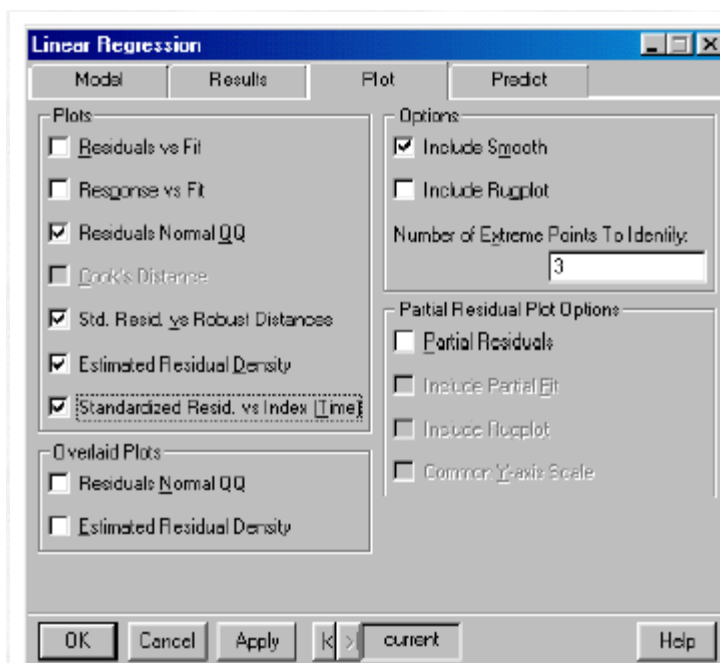 Linear Regression
Model Results Plot Predict
Plots
Residuals vs Fit
Response vs Fit
Residuals Normal QQ
Cook's Distance
Std. Resid. vs Robust Distances
Estimated Residual Density
Standardized Resid. vs Index (Time)
Overlaid Plots
Residuals Normal QQ
Estimated Residual Density
Options
Include Smooth
Include Rugplot
Number of Extreme Points To Identify:
3
Partial Residual Plot Options
Partial Residuals
Include Partial Fit
Include Rugplot
Common Y-axis Scale
OK Cancel Apply |< >| current Help